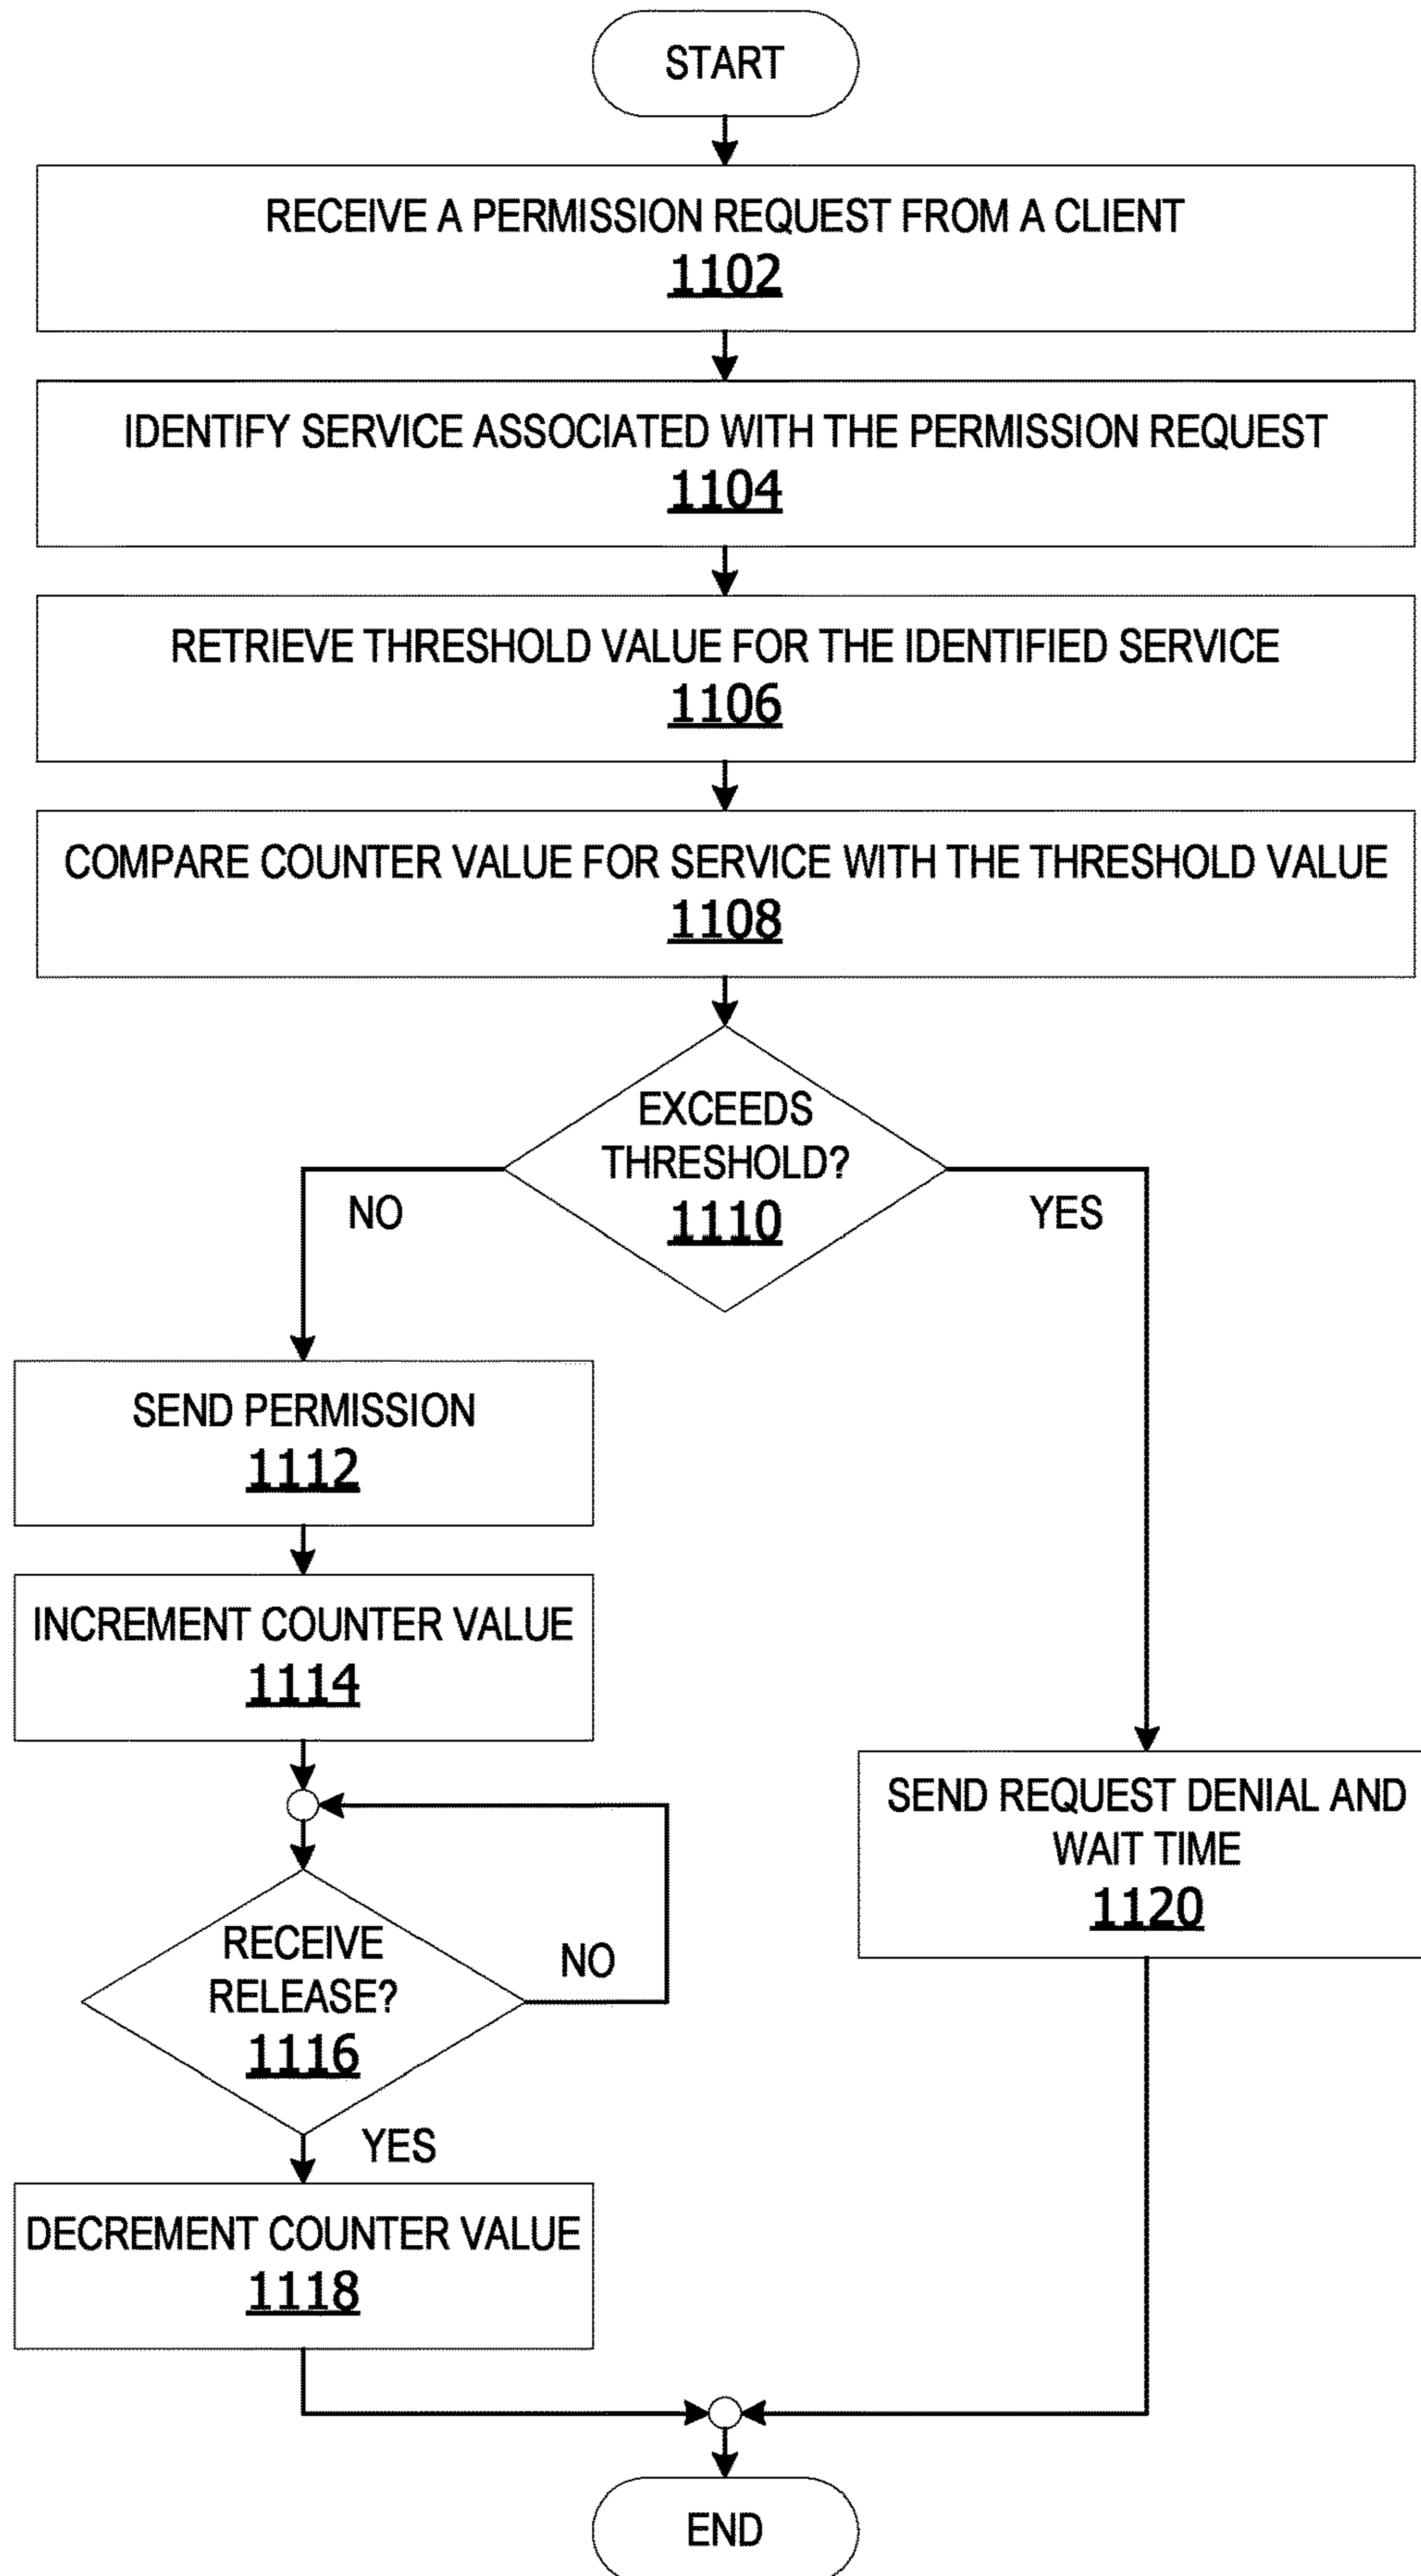 START
RECEIVE A PERMISSION REQUEST FROM A CLIENT
1102
IDENTIFY SERVICE ASSOCIATED WITH THE PERMISSION REQUEST
1104
RETRIEVE THRESHOLD VALUE FOR THE IDENTIFIED SERVICE
1106
COMPARE COUNTER VALUE FOR SERVICE WITH THE THRESHOLD VALUE
1108
EXCEEDS
THRESHOLD?
1110
NO
YES
SEND PERMISSION
1112
INCREMENT COUNTER VALUE
1114
SEND REQUEST DENIAL AND
WAIT TIME
1120
RECEIVE
RELEASE?
1116
NO
YES
DECREMENT COUNTER VALUE
1118
END